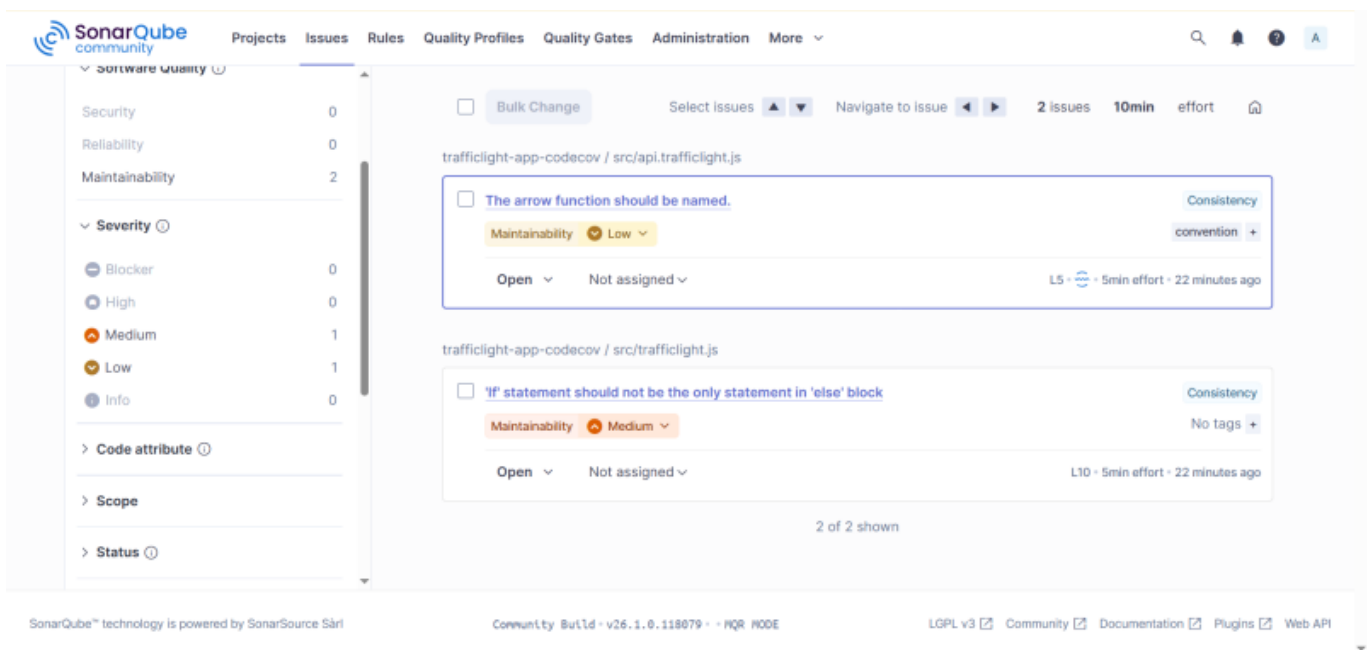 SonarQube
community
Projects Issues Rules Quality Profiles Quality Gates Administration More
A
Software Quality
Security 0
Reliability 0
Maintainability 2
Severity
Blocker 0
High 0
Medium 1
Low 1
Info 0
Code attribute
Scope
Status
Bulk Change Select issues Navigate to issue 2 issues 10min effort
trafficlight-app-codecov / src/api.trafficlight.js
The arrow function should be named. Consistency
Maintainability Low convention +
Open Not assigned L5 · 5min effort · 22 minutes ago
trafficlight-app-codecov / src/trafficlight.js
'If' statement should not be the only statement in 'else' block Consistency
Maintainability Medium No tags +
Open Not assigned L10 · 5min effort · 22 minutes ago
2 of 2 shown
SonarQube™ technology is powered by SonarSource Sàrl Community Build · v26.1.0.118079 · · MQR MODE LGPL v3 Community Documentation Plugins Web API